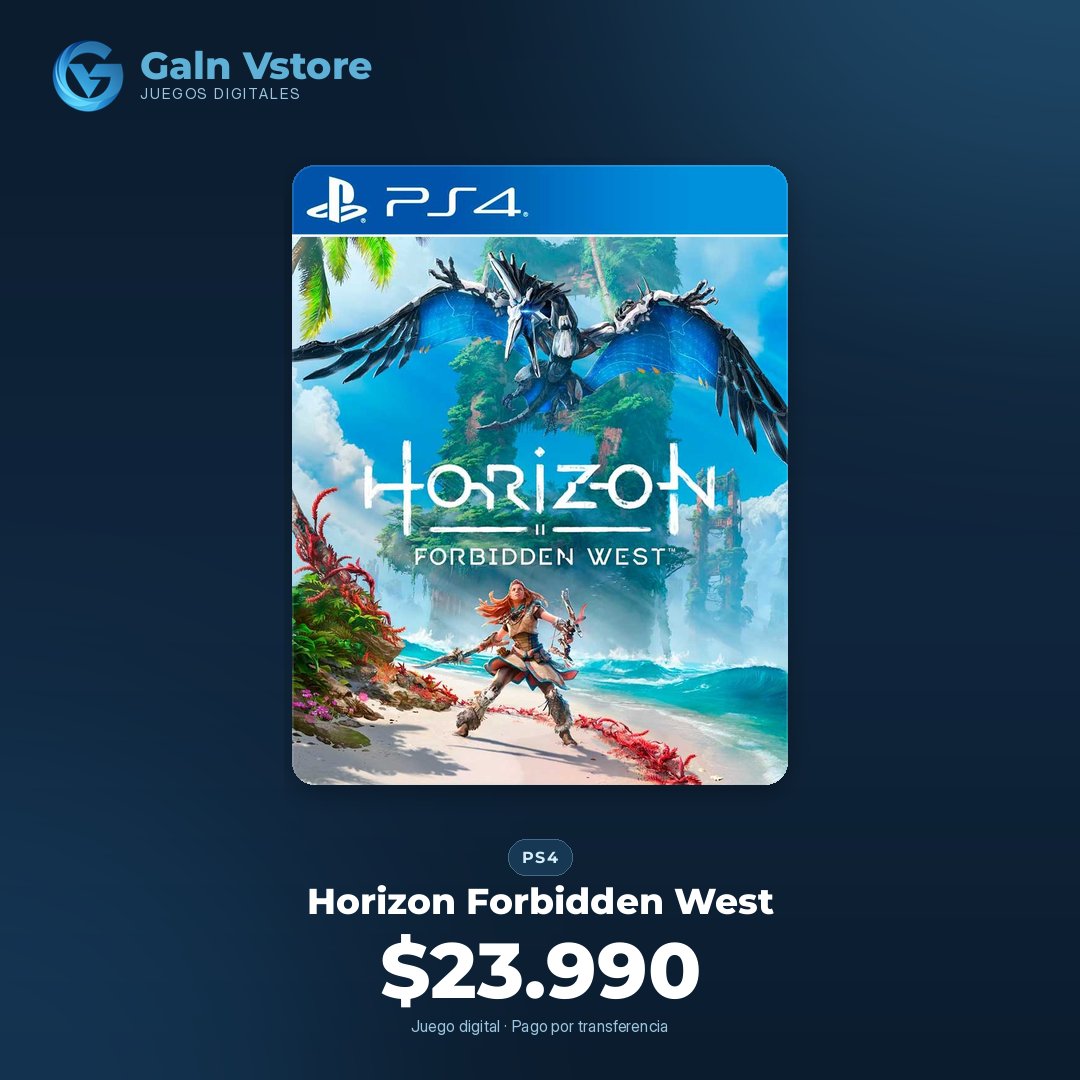 Galn Vstore
JUEGOS DIGITALES
PS4
HORIZON
II
FORBIDDEN WEST™
PS4
Horizon Forbidden West
$23.990
Juego digital · Pago por transferencia